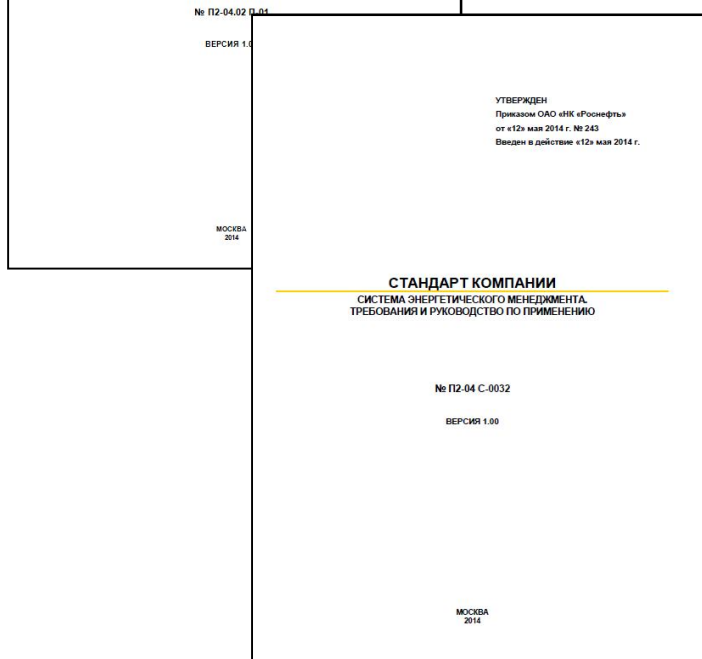 № П2-04.02 П-01
ВЕРСИЯ 1.0
МОСКВА
2014
УТВЕРЖДЕН
Приказом ОАО «НК «Роснефть»
от «12» мая 2014 г. № 243
Введен в действие «12» мая 2014 г.
СТАНДАРТ КОМПАНИИ
СИСТЕМА ЭНЕРГЕТИЧЕСКОГО МЕНЕДЖМЕНТА.
ТРЕБОВАНИЯ И РУКОВОДСТВО ПО ПРИМЕНЕНИЮ
№ П2-04 С-0032
ВЕРСИЯ 1.00
МОСКВА
2014